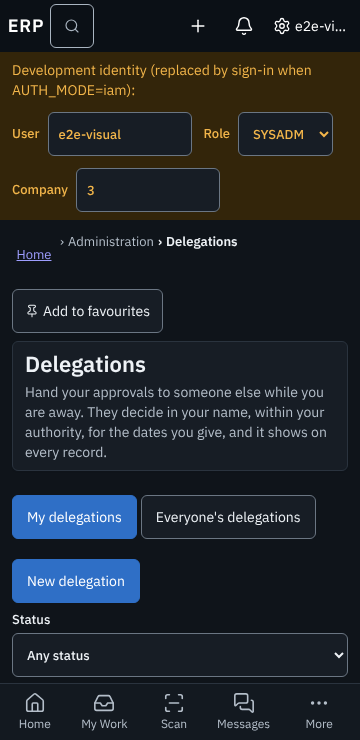 ERP
e2e-vi...
Development identity (replaced by sign-in when
AUTH_MODE=iam):
User
e2e-visual
Role
SYSADM
Company
3
Home
› Administration › Delegations
Add to favourites
Delegations
Hand your approvals to someone else while you
are away. They decide in your name, within your
authority, for the dates you give, and it shows on
every record.
My delegations
Everyone's delegations
New delegation
Status
Any status
Home
My Work
Scan
Messages
More